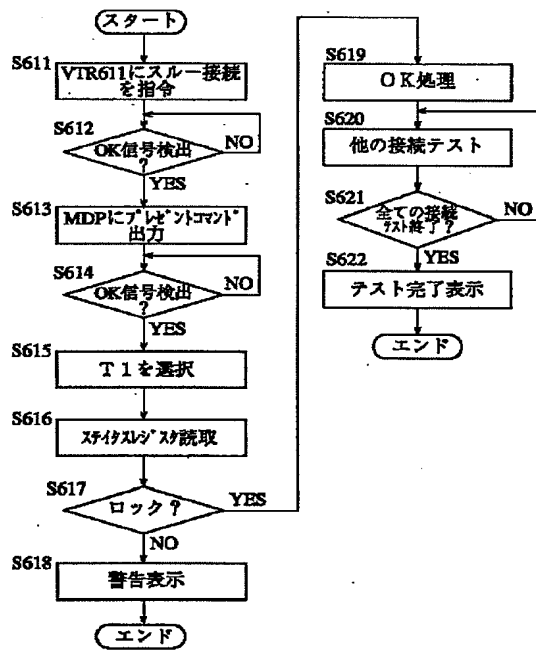 スタート
S611
VTR611にスルー接続
を指令
S612
OK信号検出
?
NO
YES
S613
MDPにプレゼントコマンド
出力
S614
OK信号検出
?
NO
YES
S615
T1を選択
S616
ステイタスレジスタ読取
S617
ロック?
YES
NO
S618
警告表示
エンド
S619
OK処理
S620
他の接続テスト
S621
全ての接続
テスト終了?
NO
YES
S622
テスト完了表示
エンド